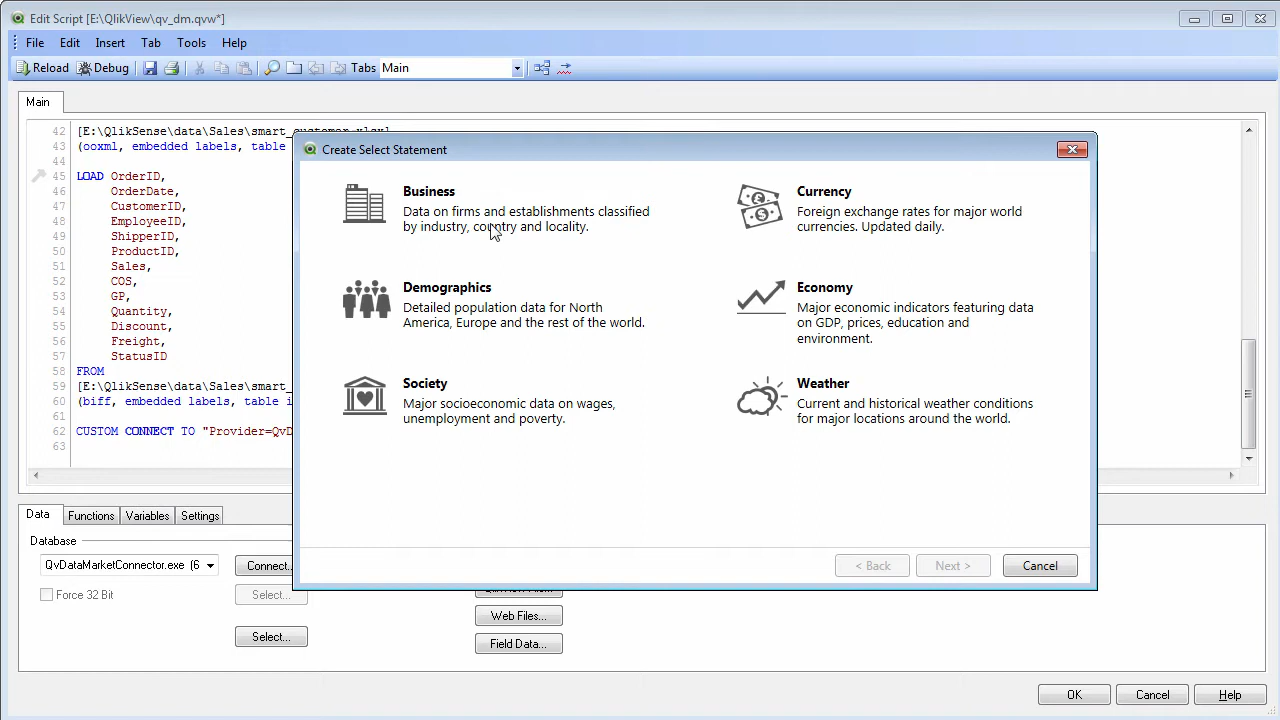 Edit Script [E:\QlikView\qv_dm.qvw*]
File Edit Insert Tab Tools Help
Reload Debug Tabs Main
Main
42 [E:\QlikSense\data\Sales\smart_customer.xlsx]
43 (ooxml, embedded labels, table
44
45 LOAD OrderID,
46 OrderDate,
47 CustomerID,
48 EmployeeID,
49 ShipperID,
50 ProductID,
51 Sales,
52 COS,
53 GP,
54 Quantity,
55 Discount,
56 Freight,
57 StatusID
58 FROM
59 [E:\QlikSense\data\Sales\smart_
60 (biff, embedded labels, table i
61
62 CUSTOM CONNECT TO "Provider=QvD
63
Create Select Statement
Business
Data on firms and establishments classified
by industry, country and locality.
Currency
Foreign exchange rates for major world
currencies. Updated daily.
Demographics
Detailed population data for North
America, Europe and the rest of the world.
Economy
Major economic indicators featuring data
on GDP, prices, education and
environment.
Society
Major socioeconomic data on wages,
unemployment and poverty.
Weather
Current and historical weather conditions
for major locations around the world.
< Back Next > Cancel
Data Functions Variables Settings
Database
QvDataMarketConnector.exe (6 Connect..
Force 32 Bit Select...
Select...
Web Files...
Field Data...
OK Cancel Help